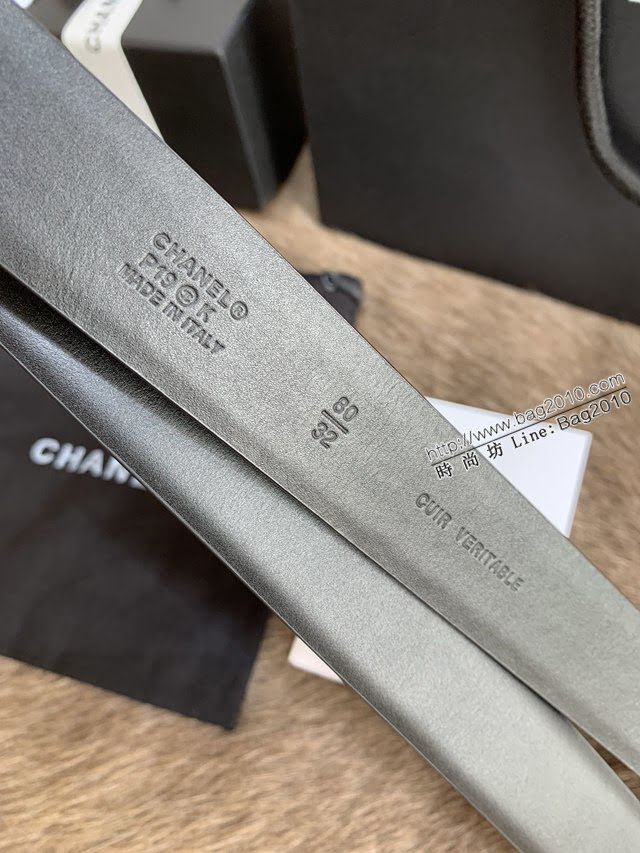 CHANEL
CHANEL®
P19 © K
MADE IN ITALY
80
32
http://www.bag2010.com
時尚坊 Line: Bag2010
CUIR VERITABLE
CHANEL